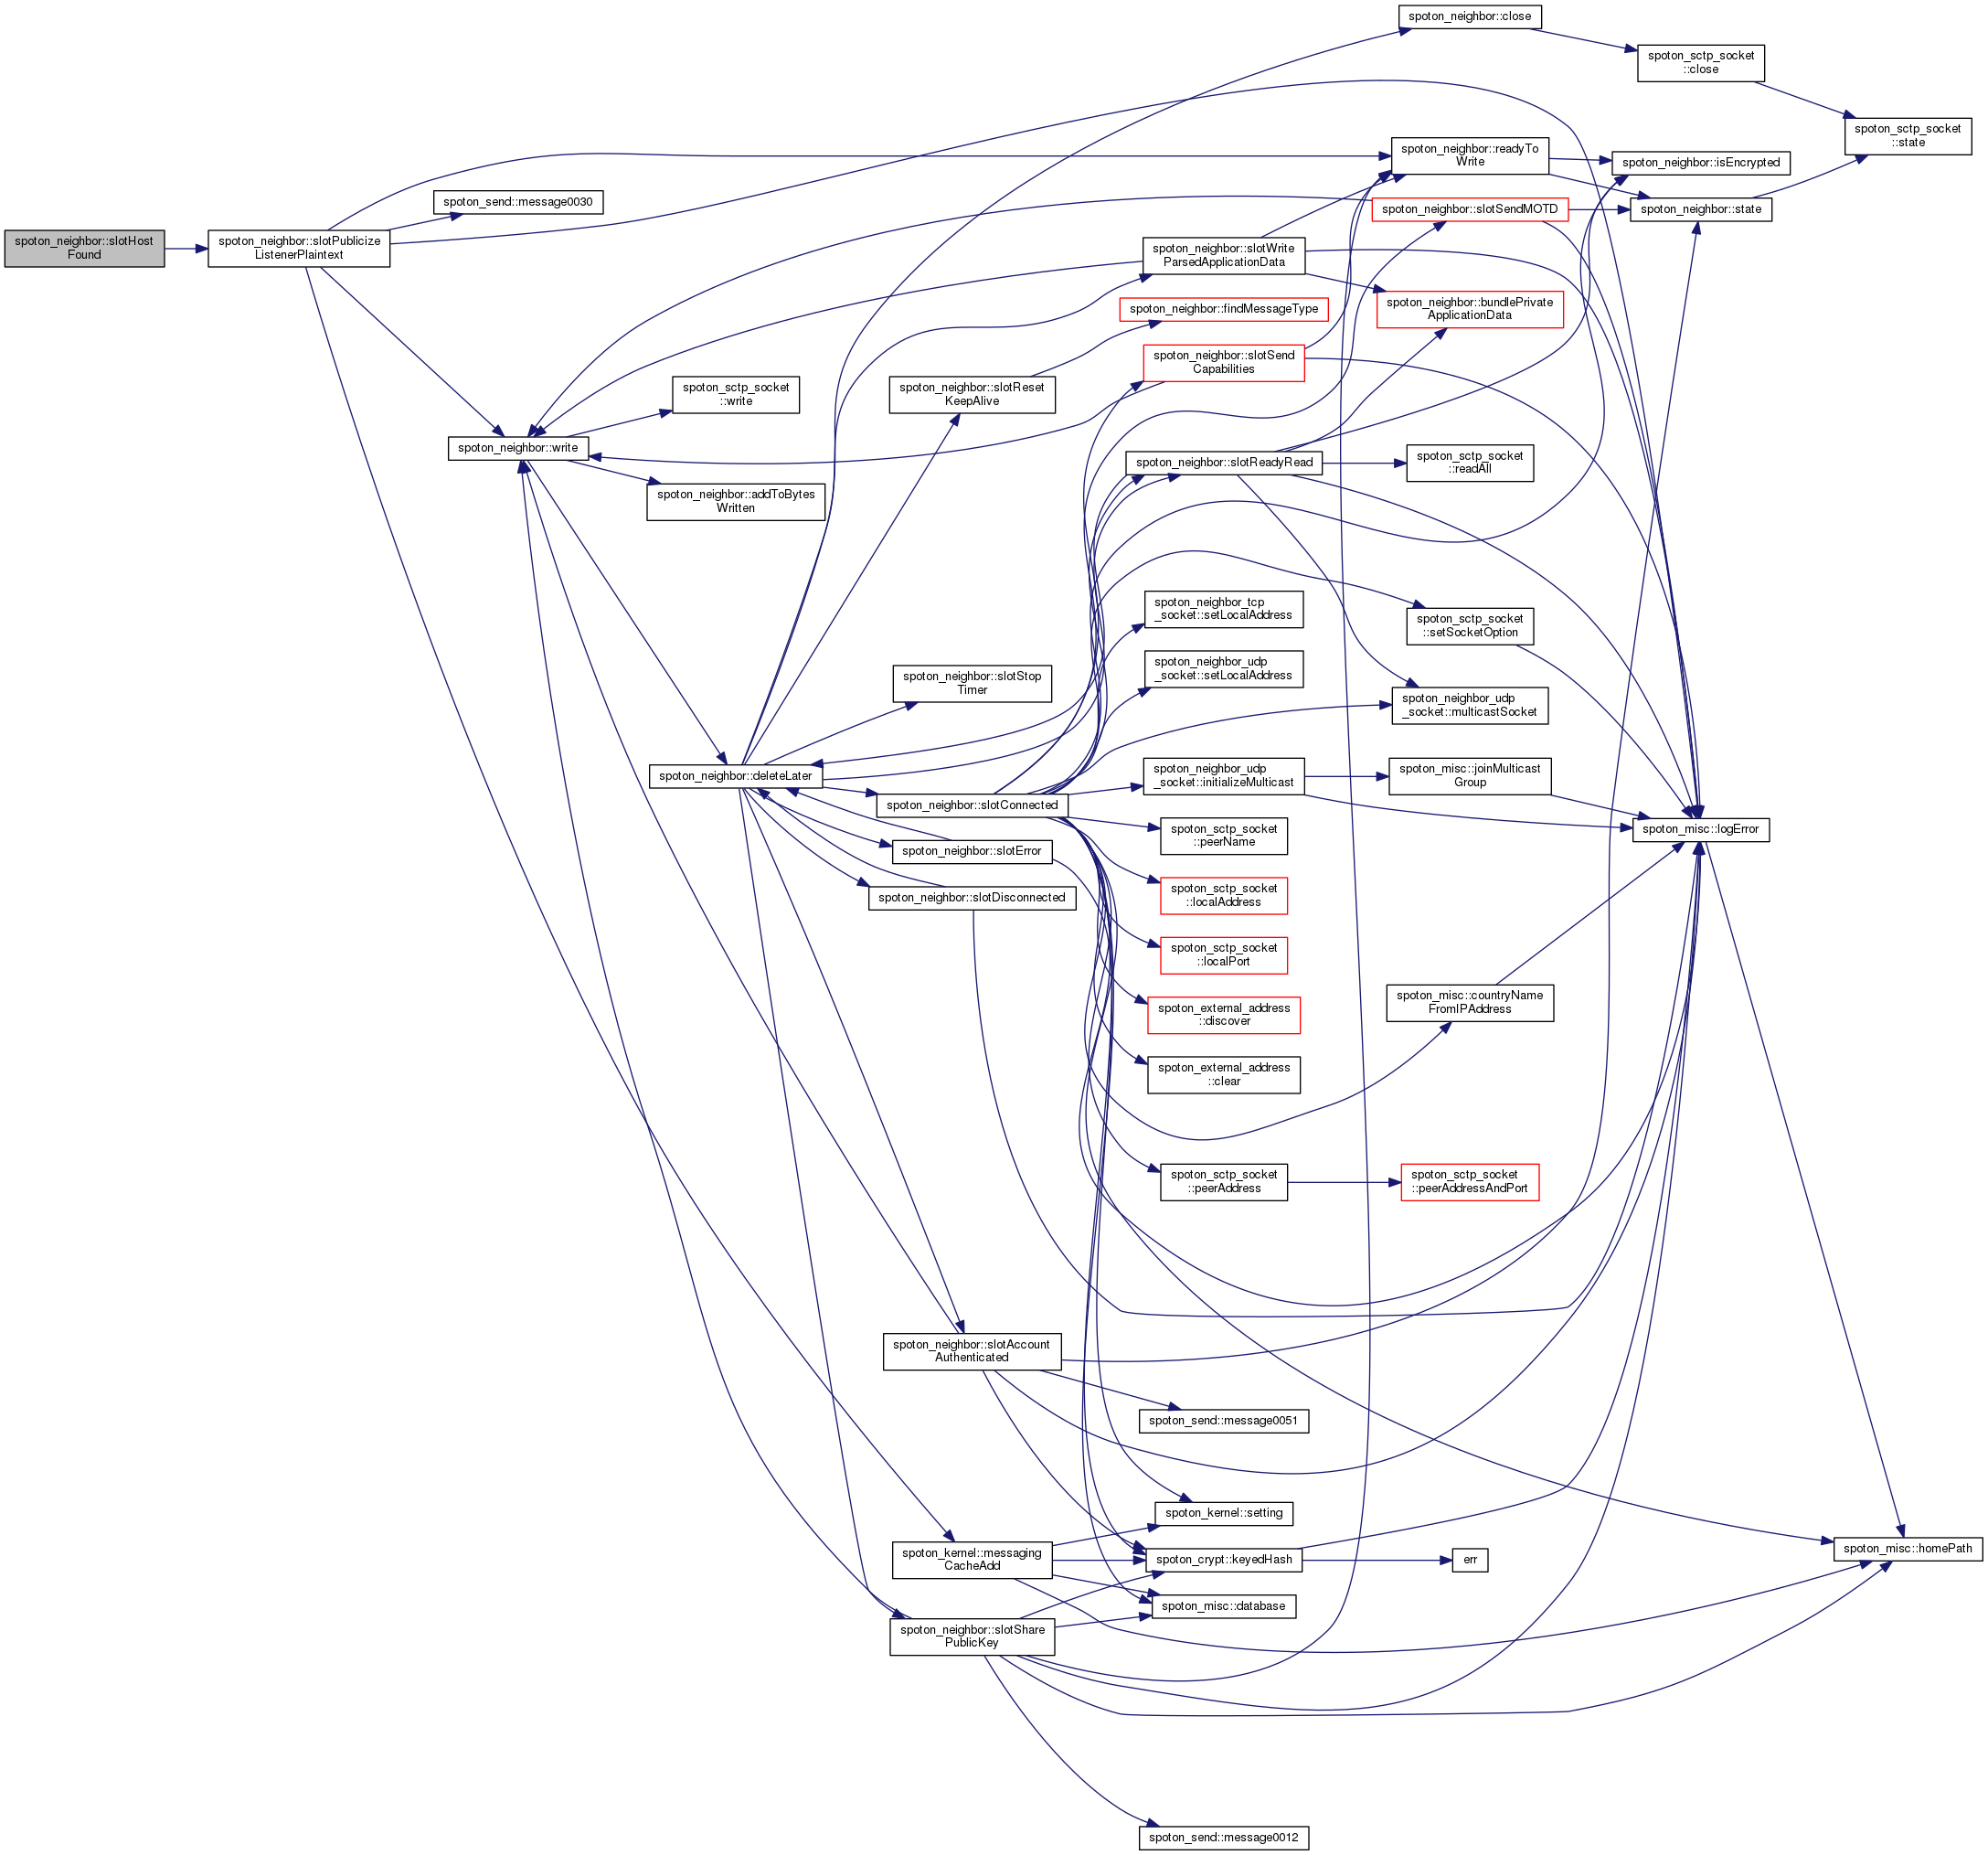 spoton_neighbor::close
spoton_sctp_socket
::close
spoton_sctp_socket
::state
spoton_neighbor::readyTo
Write
spoton_neighbor::isEncrypted
spoton_send::message0030
spoton_neighbor::slotSendMOTD
spoton_neighbor::state
spoton_neighbor::slotHost
Found
spoton_neighbor::slotPublicize
ListenerPlaintext
spoton_neighbor::slotWrite
ParsedApplicationData
spoton_neighbor::findMessageType
spoton_neighbor::bundlePrivate
ApplicationData
spoton_neighbor::slotSend
Capabilities
spoton_sctp_socket
::write
spoton_neighbor::slotReset
KeepAlive
spoton_neighbor::write
spoton_neighbor::slotReadyRead
spoton_sctp_socket
::readAll
spoton_neighbor::addToBytes
Written
spoton_neighbor_tcp
_socket::setLocalAddress
spoton_sctp_socket
::setSocketOption
spoton_neighbor::slotStop
Timer
spoton_neighbor_udp
_socket::setLocalAddress
spoton_neighbor_udp
_socket::multicastSocket
spoton_neighbor::deleteLater
spoton_neighbor_udp
_socket::initializeMulticast
spoton_misc::joinMulticast
Group
spoton_neighbor::slotConnected
spoton_sctp_socket
::peerName
spoton_misc::logError
spoton_neighbor::slotError
spoton_neighbor::slotDisconnected
spoton_sctp_socket
::localAddress
spoton_sctp_socket
::localPort
spoton_external_address
::discover
spoton_misc::countryName
FromIPAddress
spoton_external_address
::clear
spoton_sctp_socket
::peerAddress
spoton_sctp_socket
::peerAddressAndPort
spoton_neighbor::slotAccount
Authenticated
spoton_send::message0051
spoton_kernel::setting
spoton_kernel::messaging
CacheAdd
spoton_crypt::keyedHash
err
spoton_misc::homePath
spoton_misc::database
spoton_neighbor::slotShare
PublicKey
spoton_send::message0012